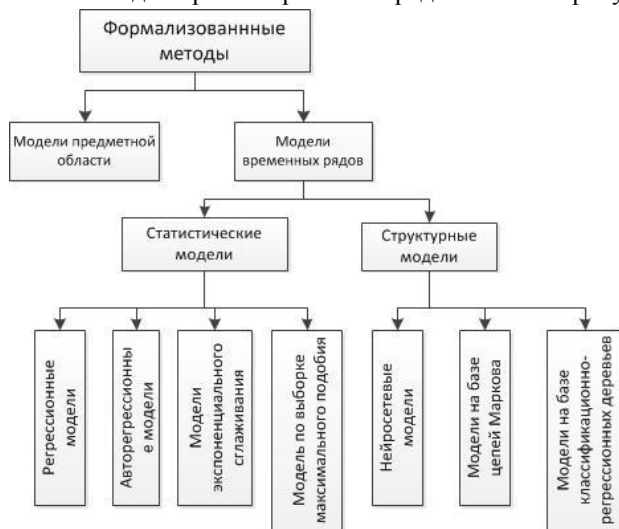 Формализованнные
методы
Модели предметной
области
Модели
временных рядов
Статистические
модели
Структурные
модели
Регрессионные
модели
Авторегрессионны
е модели
Модели
экспоненциального
сглаживания
Модель по выборке
максимального подобия
Нейросетевые
модели
Модели на базе
цепей Маркова
Модели на базе
классификационно-
регрессионных деревьев